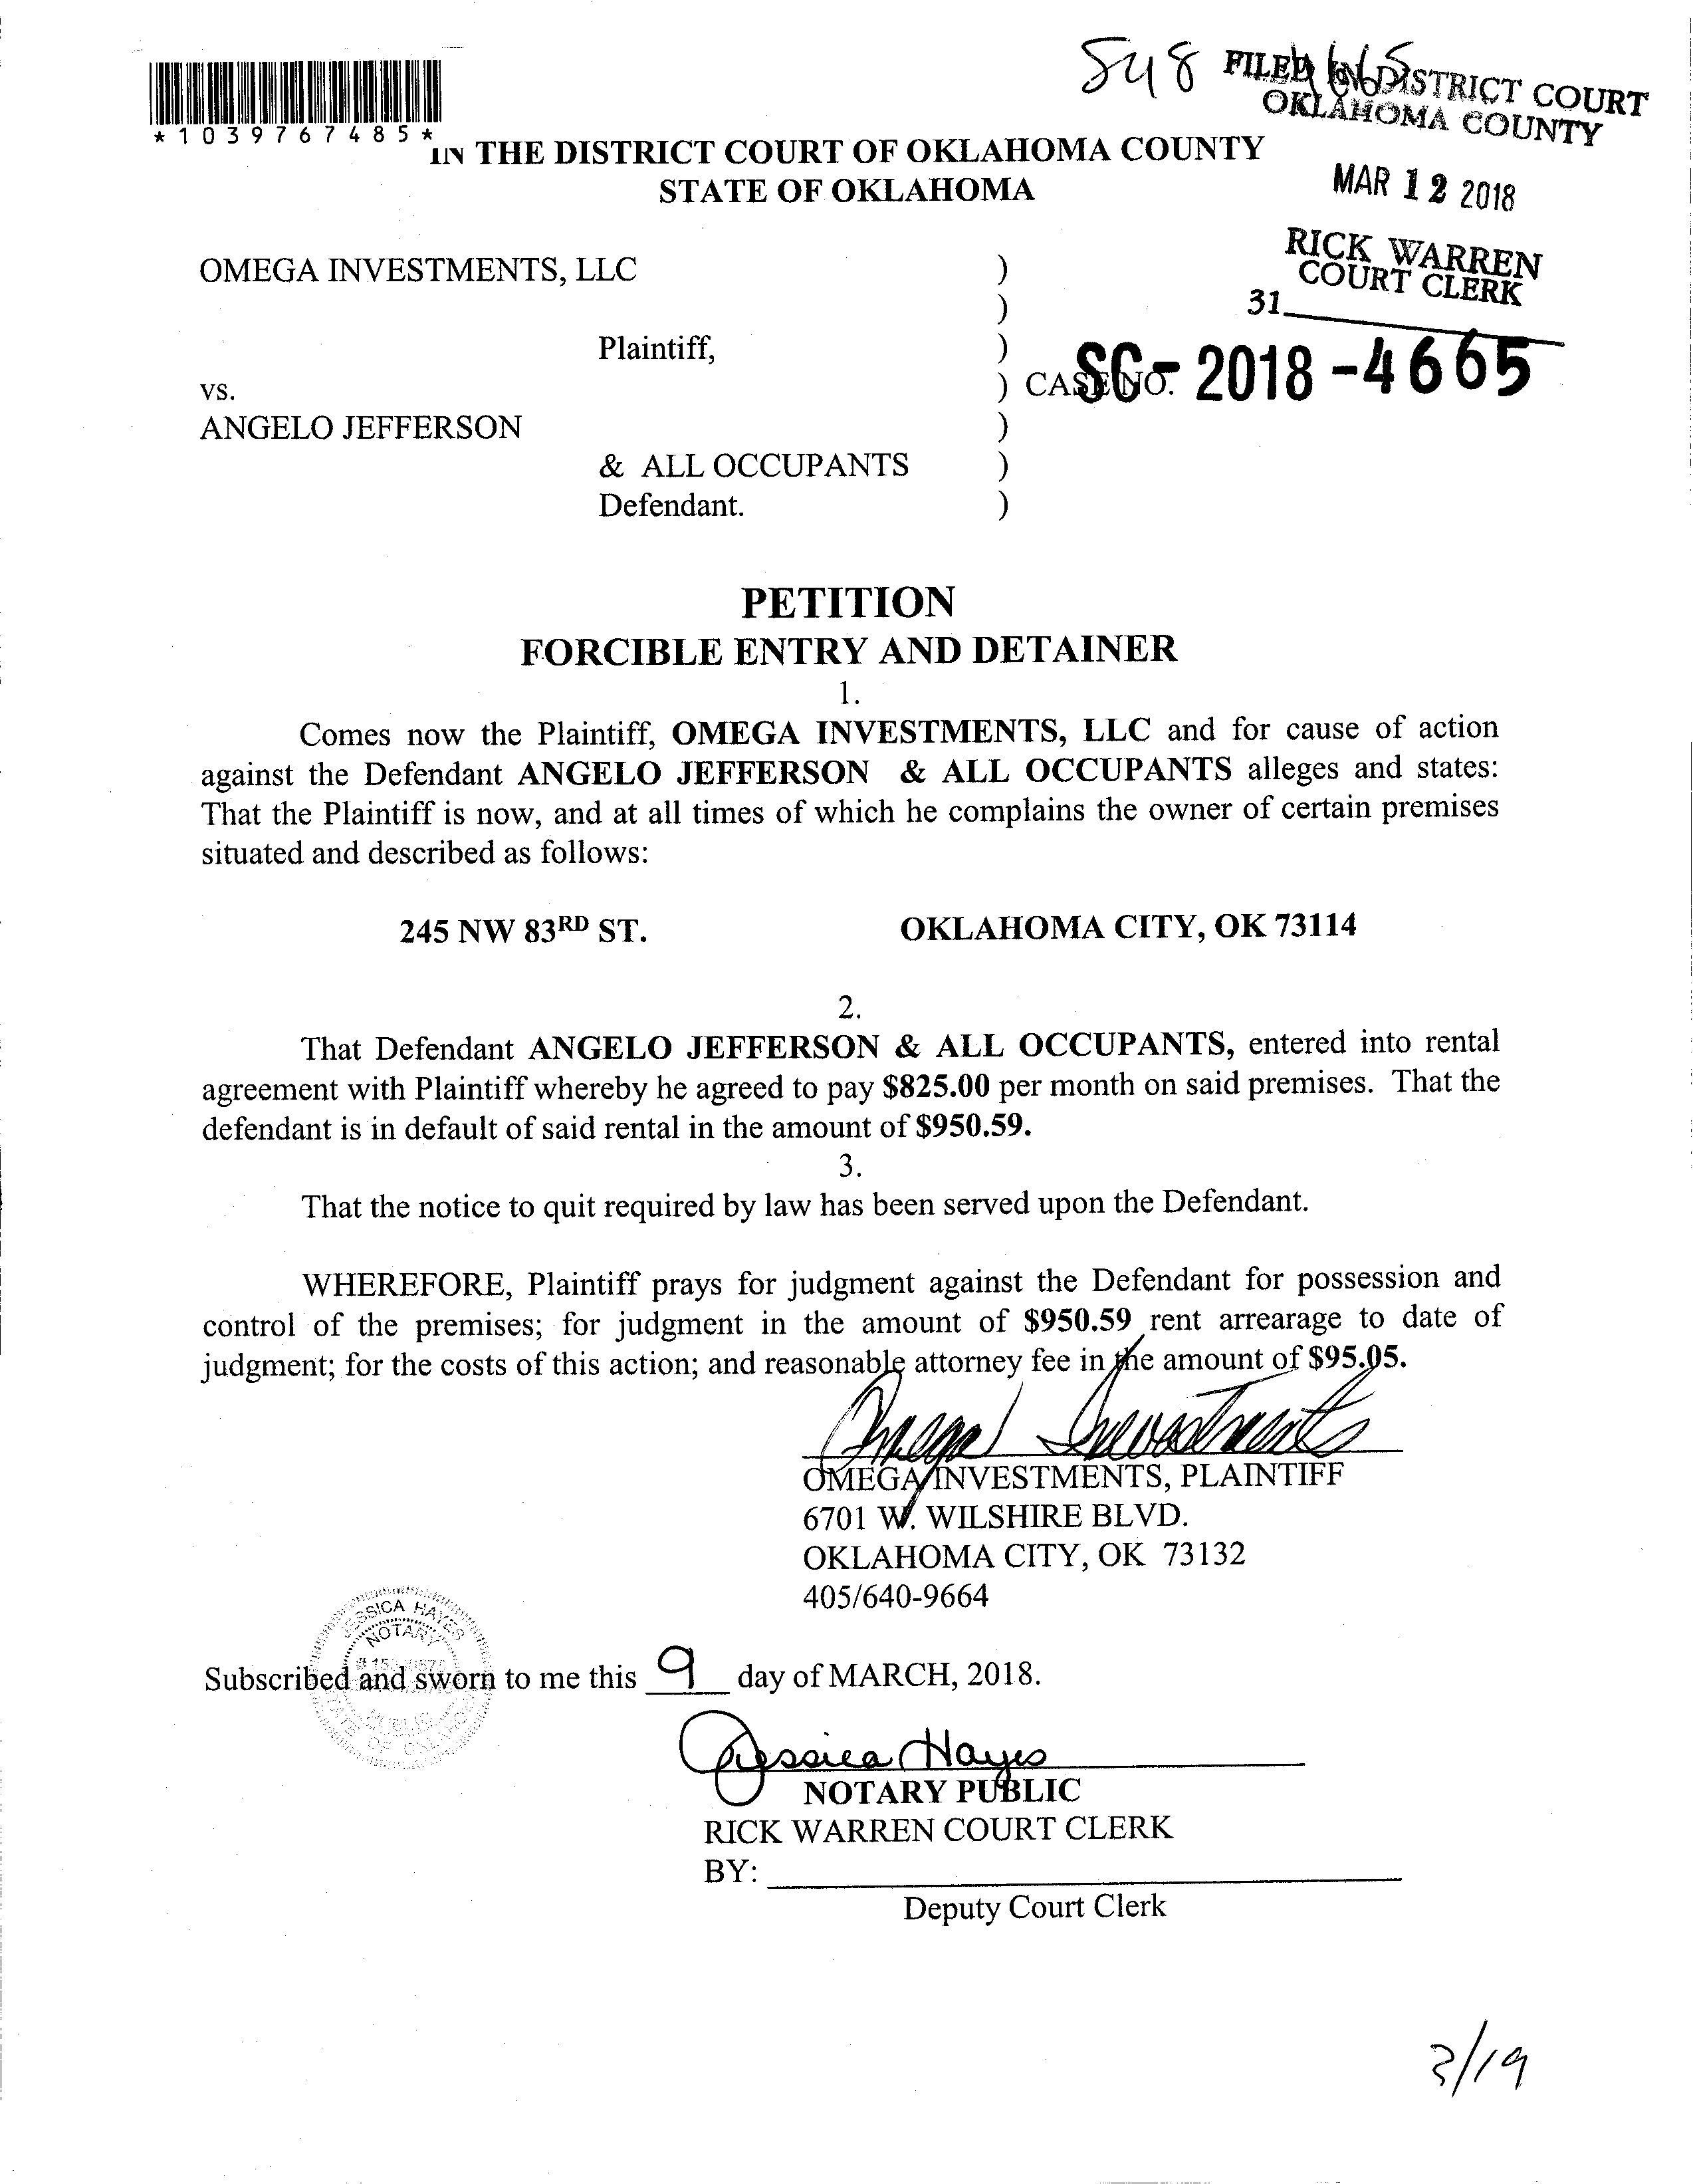 *1039767485*
548
FILED IN DISTRICT COURT
OKLAHOMA COUNTY
MAR 12 2018
RICK WARREN
COURT CLERK
31
IN THE DISTRICT COURT OF OKLAHOMA COUNTY
STATE OF OKLAHOMA
OMEGA INVESTMENTS, LLC )
)
Plaintiff, )
vs. ) CASE NO. SC-2018-4665
ANGELO JEFFERSON )
& ALL OCCUPANTS )
Defendant. )
PETITION
FORCIBLE ENTRY AND DETAINER
1.
Comes now the Plaintiff, OMEGA INVESTMENTS, LLC and for cause of action
against the Defendant ANGELO JEFFERSON & ALL OCCUPANTS alleges and states:
That the Plaintiff is now, and at all times of which he complains the owner of certain premises
situated and described as follows:
245 NW 83RD ST. OKLAHOMA CITY, OK 73114
2.
That Defendant ANGELO JEFFERSON & ALL OCCUPANTS, entered into rental
agreement with Plaintiff whereby he agreed to pay $825.00 per month on said premises. That the
defendant is in default of said rental in the amount of $950.59.
3.
That the notice to quit required by law has been served upon the Defendant.
WHEREFORE, Plaintiff prays for judgment against the Defendant for possession and
control of the premises; for judgment in the amount of $950.59 rent arrearage to date of
judgment; for the costs of this action; and reasonable attorney fee in the amount of $95.05.
Omega Investments
OMEGA INVESTMENTS, PLAINTIFF
6701 W. WILSHIRE BLVD.
OKLAHOMA CITY, OK 73132
405/640-9664
JESSICA HAYES
NOTARY
PUBLIC
STATE OF OKLAHOMA
Subscribed and sworn to me this 9 day of MARCH, 2018.
Jessica Hayes
NOTARY PUBLIC
RICK WARREN COURT CLERK
BY:
Deputy Court Clerk
3/19